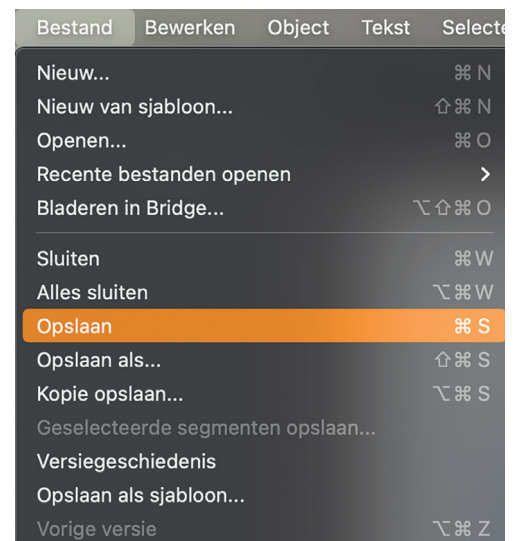 Bestand Bewerken Object Tekst Selecte
Nieuw... ⌘ N
Nieuw van sjabloon... ⇧⌘ N
Openen... ⌘ O
Recente bestanden openen >
Bladeren in Bridge... ⌥⇧⌘ O
Sluiten ⌘ W
Alles sluiten ⌥⌘ W
Opslaan ⌘ S
Opslaan als... ⇧⌘ S
Kopie opslaan... ⌥⌘ S
Geselecteerde segmenten opslaan...
Versiegeschiedenis
Opslaan als sjabloon...
Vorige versie ⌥⌘ Z